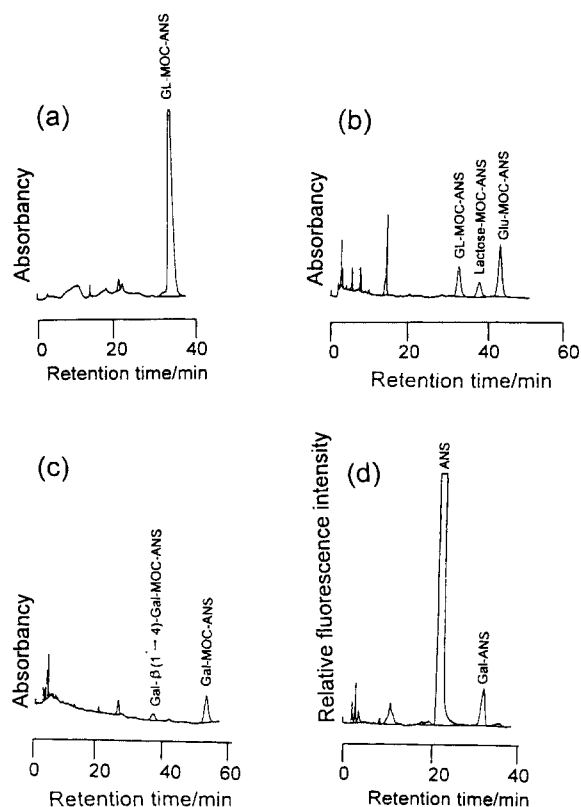 (a)
GL-MOC-ANS
Absorbancy
0 20 40
Retention time/min
(b)
GL-MOC-ANS
Lactose-MOC-ANS
Glu-MOC-ANS
Absorbancy
0 20 40 60
Retention time/min
(c)
Gal-β(1→4)-Gal-MOC-ANS
Gal-MOC-ANS
Absorbancy
0 20 40 60
Retention time/min
(d)
ANS
Gal-ANS
Relative fluorescence intensity
0 20 40
Retention time/min